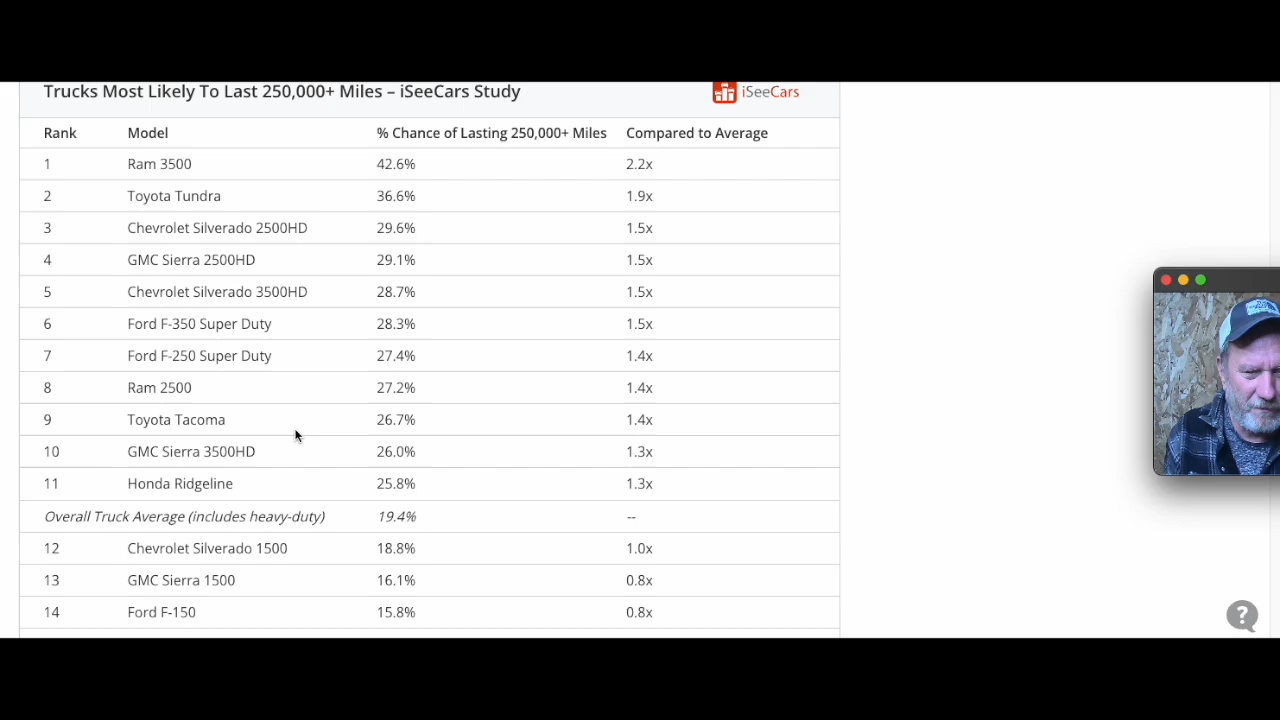 Trucks Most Likely To Last 250,000+ Miles – iSeeCars Study iSeeCars
Rank Model % Chance of Lasting 250,000+ Miles Compared to Average
1 Ram 3500 42.6% 2.2x
2 Toyota Tundra 36.6% 1.9x
3 Chevrolet Silverado 2500HD 29.6% 1.5x
4 GMC Sierra 2500HD 29.1% 1.5x
5 Chevrolet Silverado 3500HD 28.7% 1.5x
6 Ford F-350 Super Duty 28.3% 1.5x
7 Ford F-250 Super Duty 27.4% 1.4x
8 Ram 2500 27.2% 1.4x
9 Toyota Tacoma 26.7% 1.4x
10 GMC Sierra 3500HD 26.0% 1.3x
11 Honda Ridgeline 25.8% 1.3x
Overall Truck Average (includes heavy-duty) 19.4% --
12 Chevrolet Silverado 1500 18.8% 1.0x
13 GMC Sierra 1500 16.1% 0.8x
14 Ford F-150 15.8% 0.8x
?